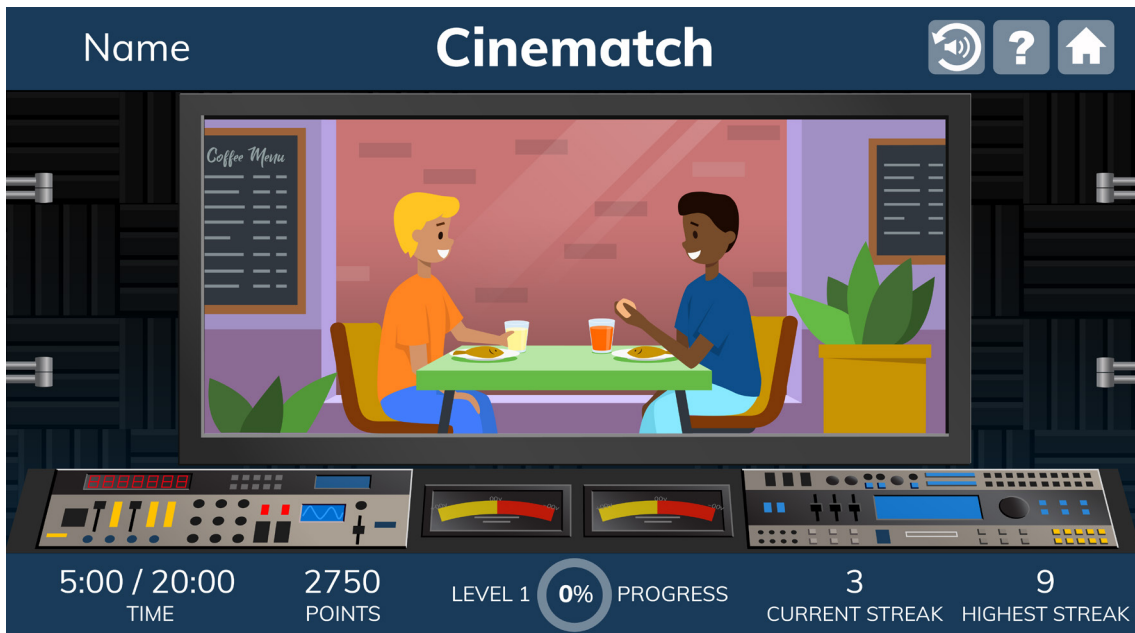 Name
Cinematch
?
Coffee Menu
5:00 / 20:00
TIME
2750
POINTS
LEVEL 1
0%
PROGRESS
3
CURRENT STREAK
9
HIGHEST STREAK